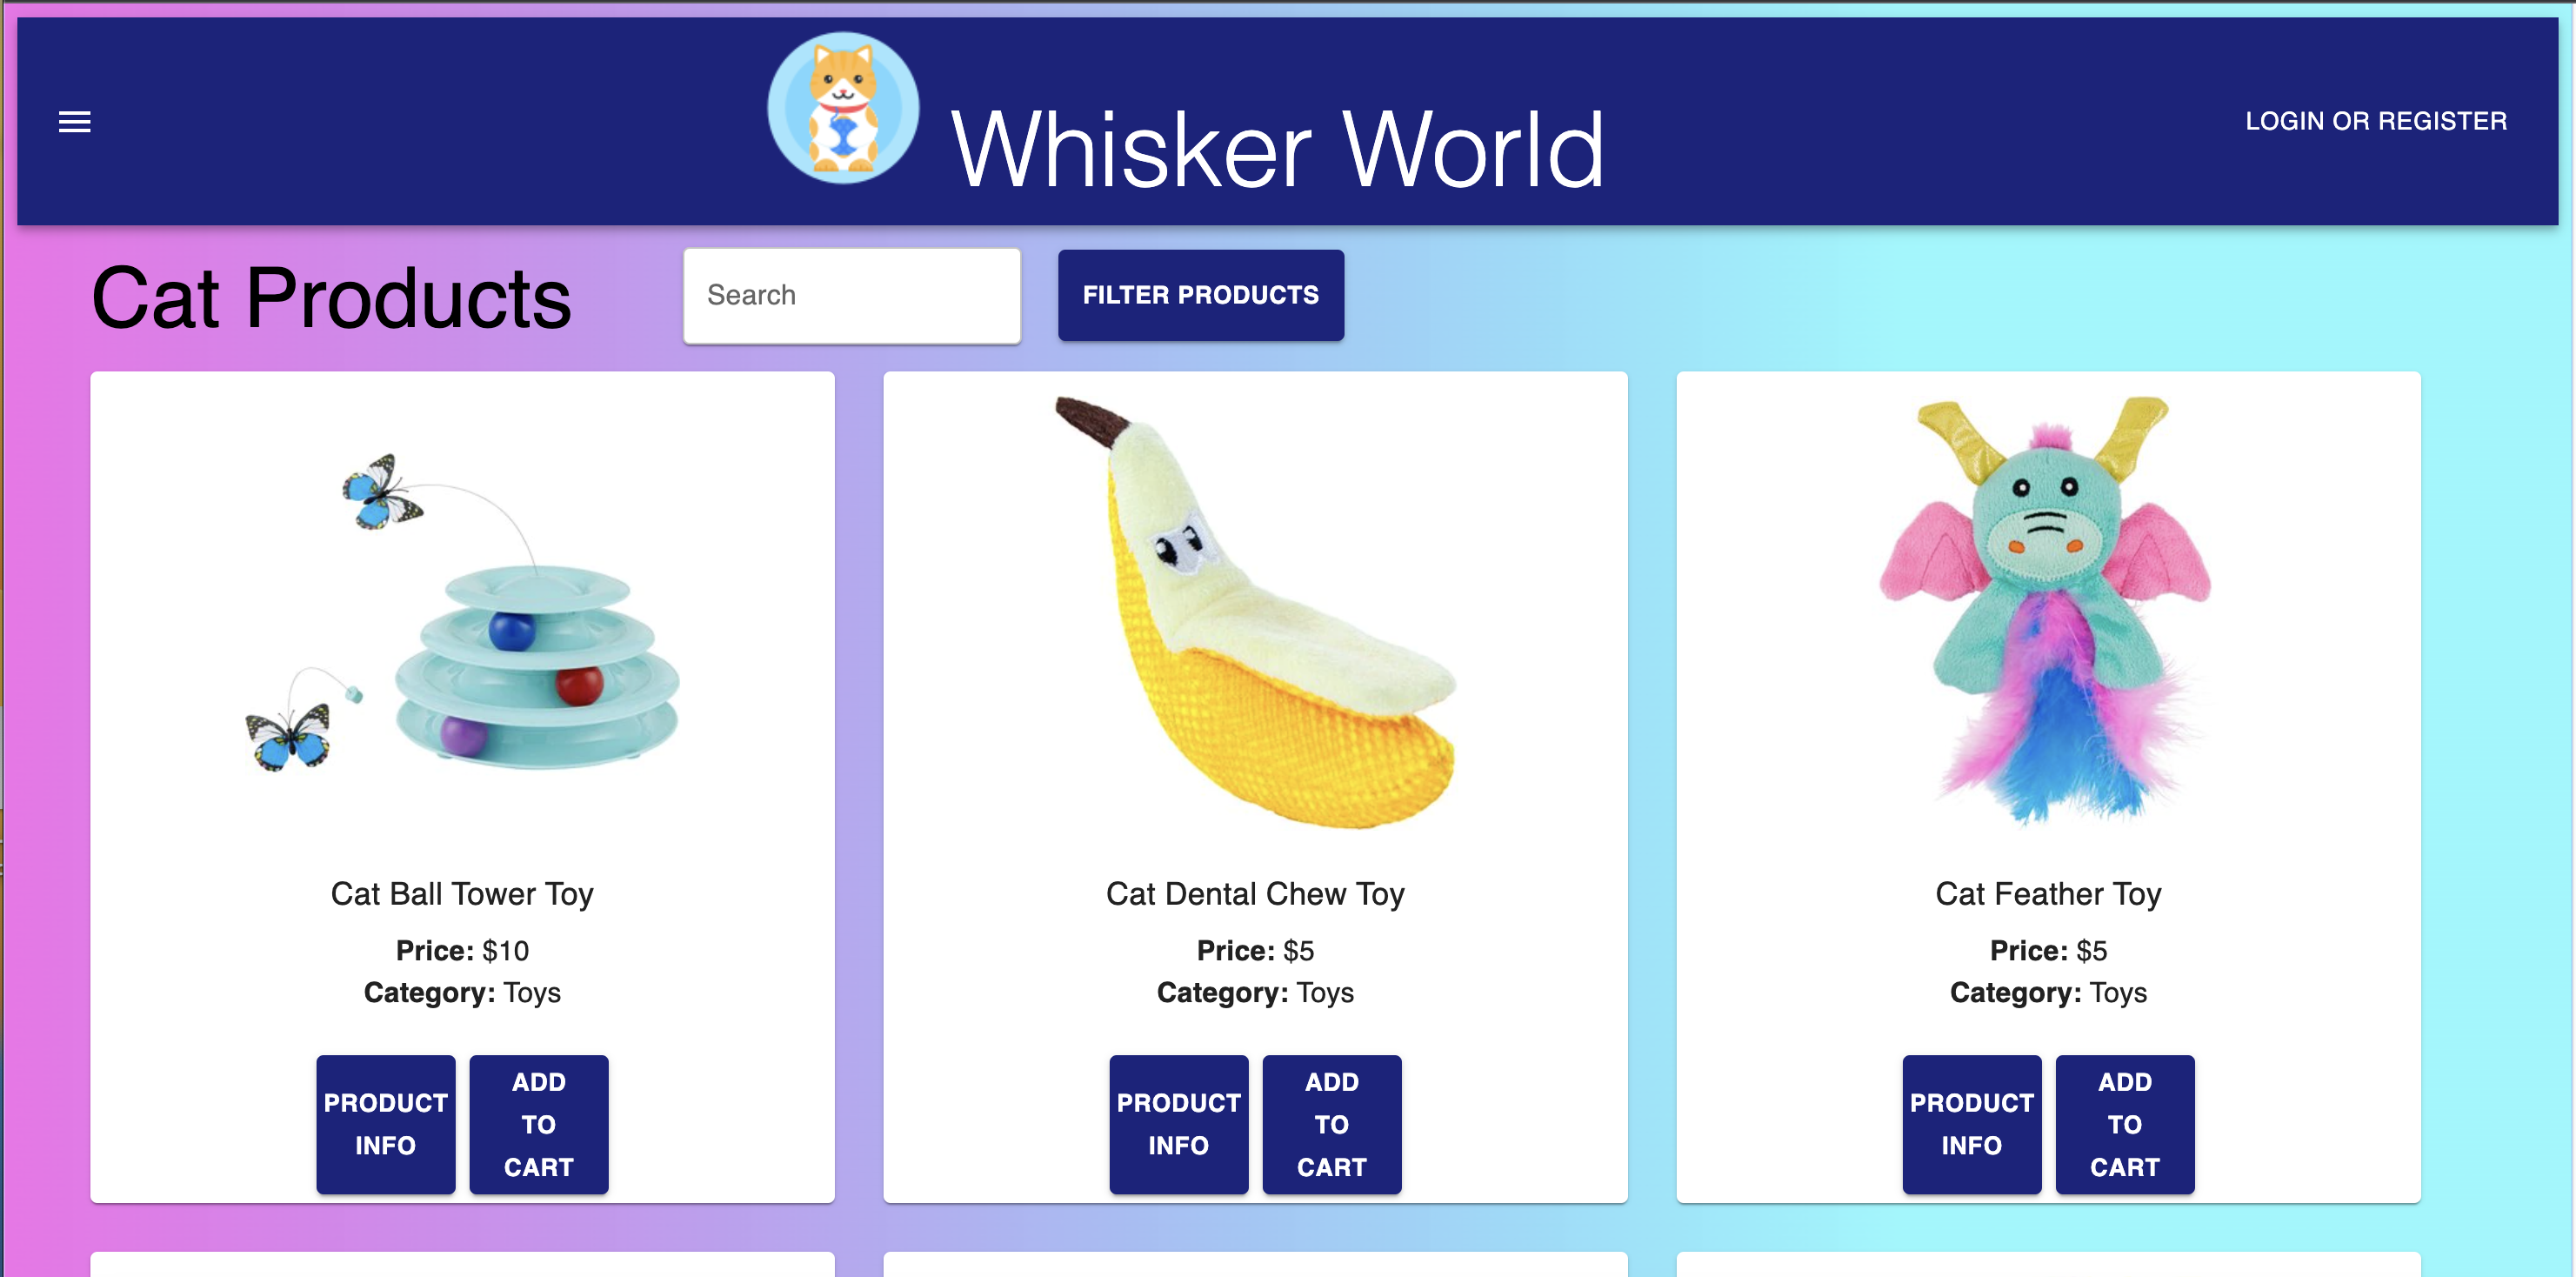 Whisker World
LOGIN OR REGISTER
Cat Products
Search
FILTER PRODUCTS
Cat Ball Tower Toy
Price: $10
Category: Toys
PRODUCT
INFO
ADD
TO
CART
Cat Dental Chew Toy
Price: $5
Category: Toys
PRODUCT
INFO
ADD
TO
CART
Cat Feather Toy
Price: $5
Category: Toys
PRODUCT
INFO
ADD
TO
CART